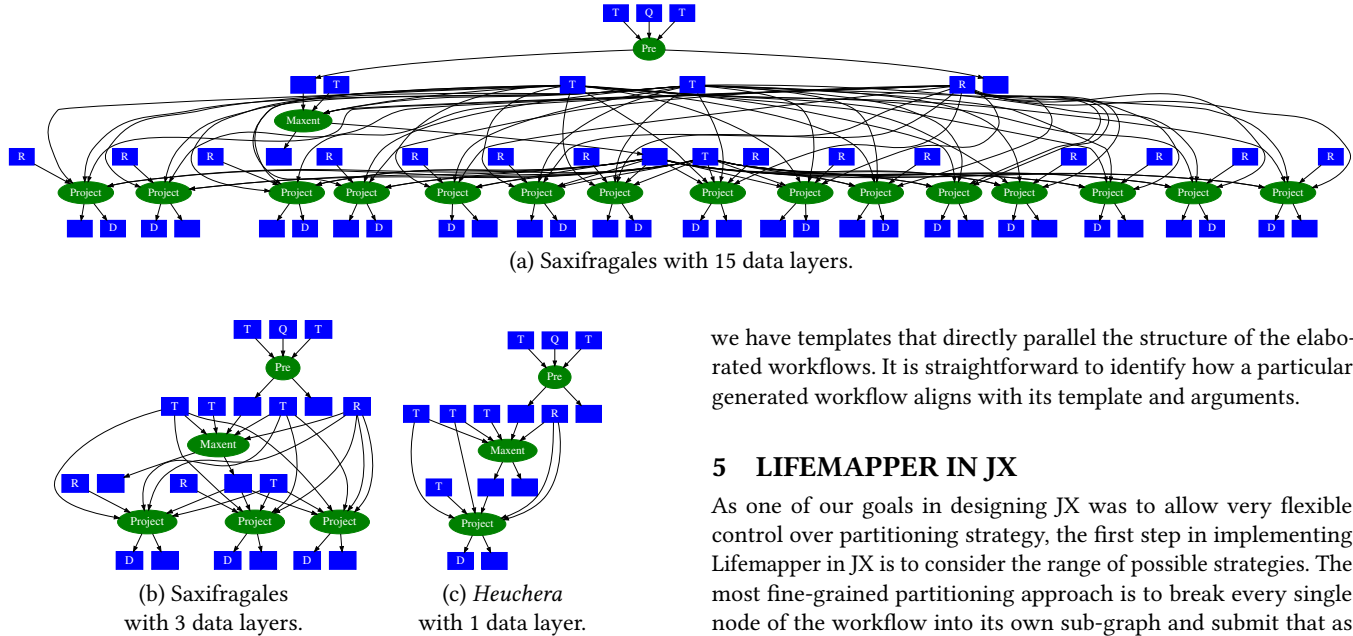 T Q T
Pre
T T T R
Maxent
R R R R R R R T R R R R R R R
Project Project Project Project Project Project Project Project Project Project Project Project Project Project Project
D D D D D D D D D D D D D D D
(a) Saxifragales with 15 data layers.
T Q T
Pre
T T T R
Maxent
R R T
Project Project Project
D D D
(b) Saxifragales
with 3 data layers.
T Q T
Pre
T T T R
Maxent
T
Project
D
(c) Heuchera
with 1 data layer.
we have templates that directly parallel the structure of the elabo-
rated workflows. It is straightforward to identify how a particular
generated workflow aligns with its template and arguments.
5 LIFEMAPPER IN JX
As one of our goals in designing JX was to allow very flexible
control over partitioning strategy, the first step in implementing
Lifemapper in JX is to consider the range of possible strategies. The
most fine-grained partitioning approach is to break every single
node of the workflow into its own sub-graph and submit that as